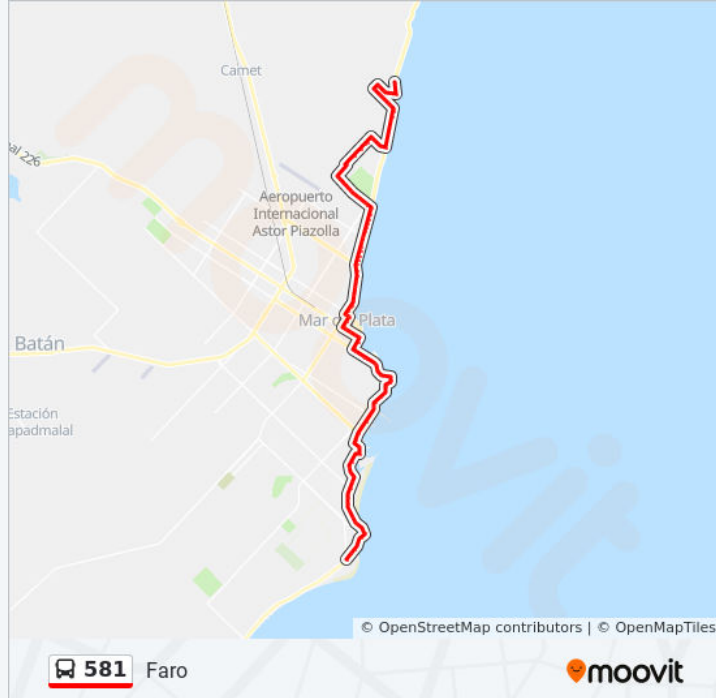 Camet
al 226
Aeropuerto
Internacional
Astor Piazolla
Mar del Plata
Batán
Estación
apadmalal
© OpenStreetMap contributors | © OpenMapTiles
581 Faro
moovit